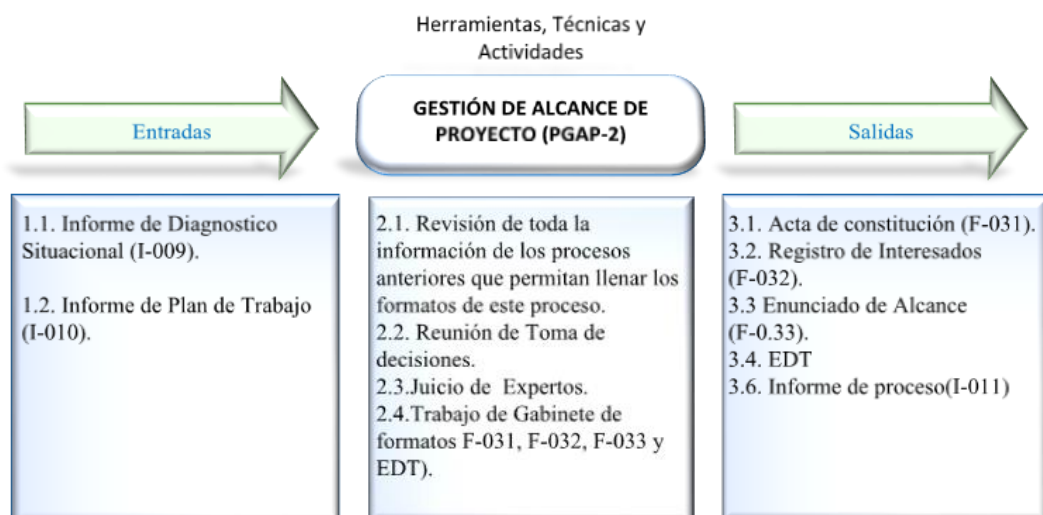 Herramientas, Técnicas y
Actividades
Entradas
GESTIÓN DE ALCANCE DE
PROYECTO (PGAP-2)
Salidas
1.1. Informe de Diagnostico
Situacional (I-009).
1.2. Informe de Plan de Trabajo
(I-010).
2.1. Revisión de toda la
información de los procesos
anteriores que permitan llenar los
formatos de este proceso.
2.2. Reunión de Toma de
decisiones.
2.3.Juicio de Expertos.
2.4.Trabajo de Gabinete de
formatos F-031, F-032, F-033 y
EDT).
3.1. Acta de constitución (F-031).
3.2. Registro de Interesados
(F-032).
3.3 Enunciado de Alcance
(F-0.33).
3.4. EDT
3.6. Informe de proceso(I-011)